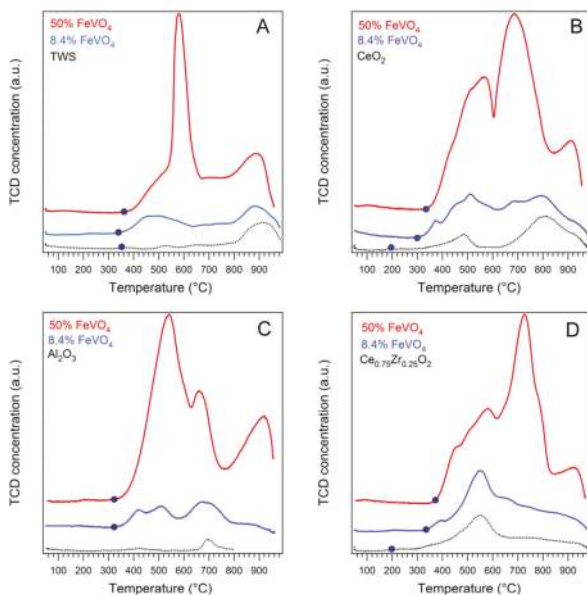 A
50% FeVO4
8.4% FeVO4
TWS
TCD concentration (a.u.)
100 200 300 400 500 600 700 800 900
Temperature (°C)
B
50% FeVO4
8.4% FeVO4
CeO2
TCD concentration (a.u.)
100 200 300 400 500 600 700 800 900
Temperature (°C)
C
50% FeVO4
8.4% FeVO4
Al2O3
TCD concentration (a.u.)
100 200 300 400 500 600 700 800 900
Temperature (°C)
D
50% FeVO4
8.4% FeVO4
Ce0.75Zr0.25O2
TCD concentration (a.u.)
100 200 300 400 500 600 700 800 900
Temperature (°C)